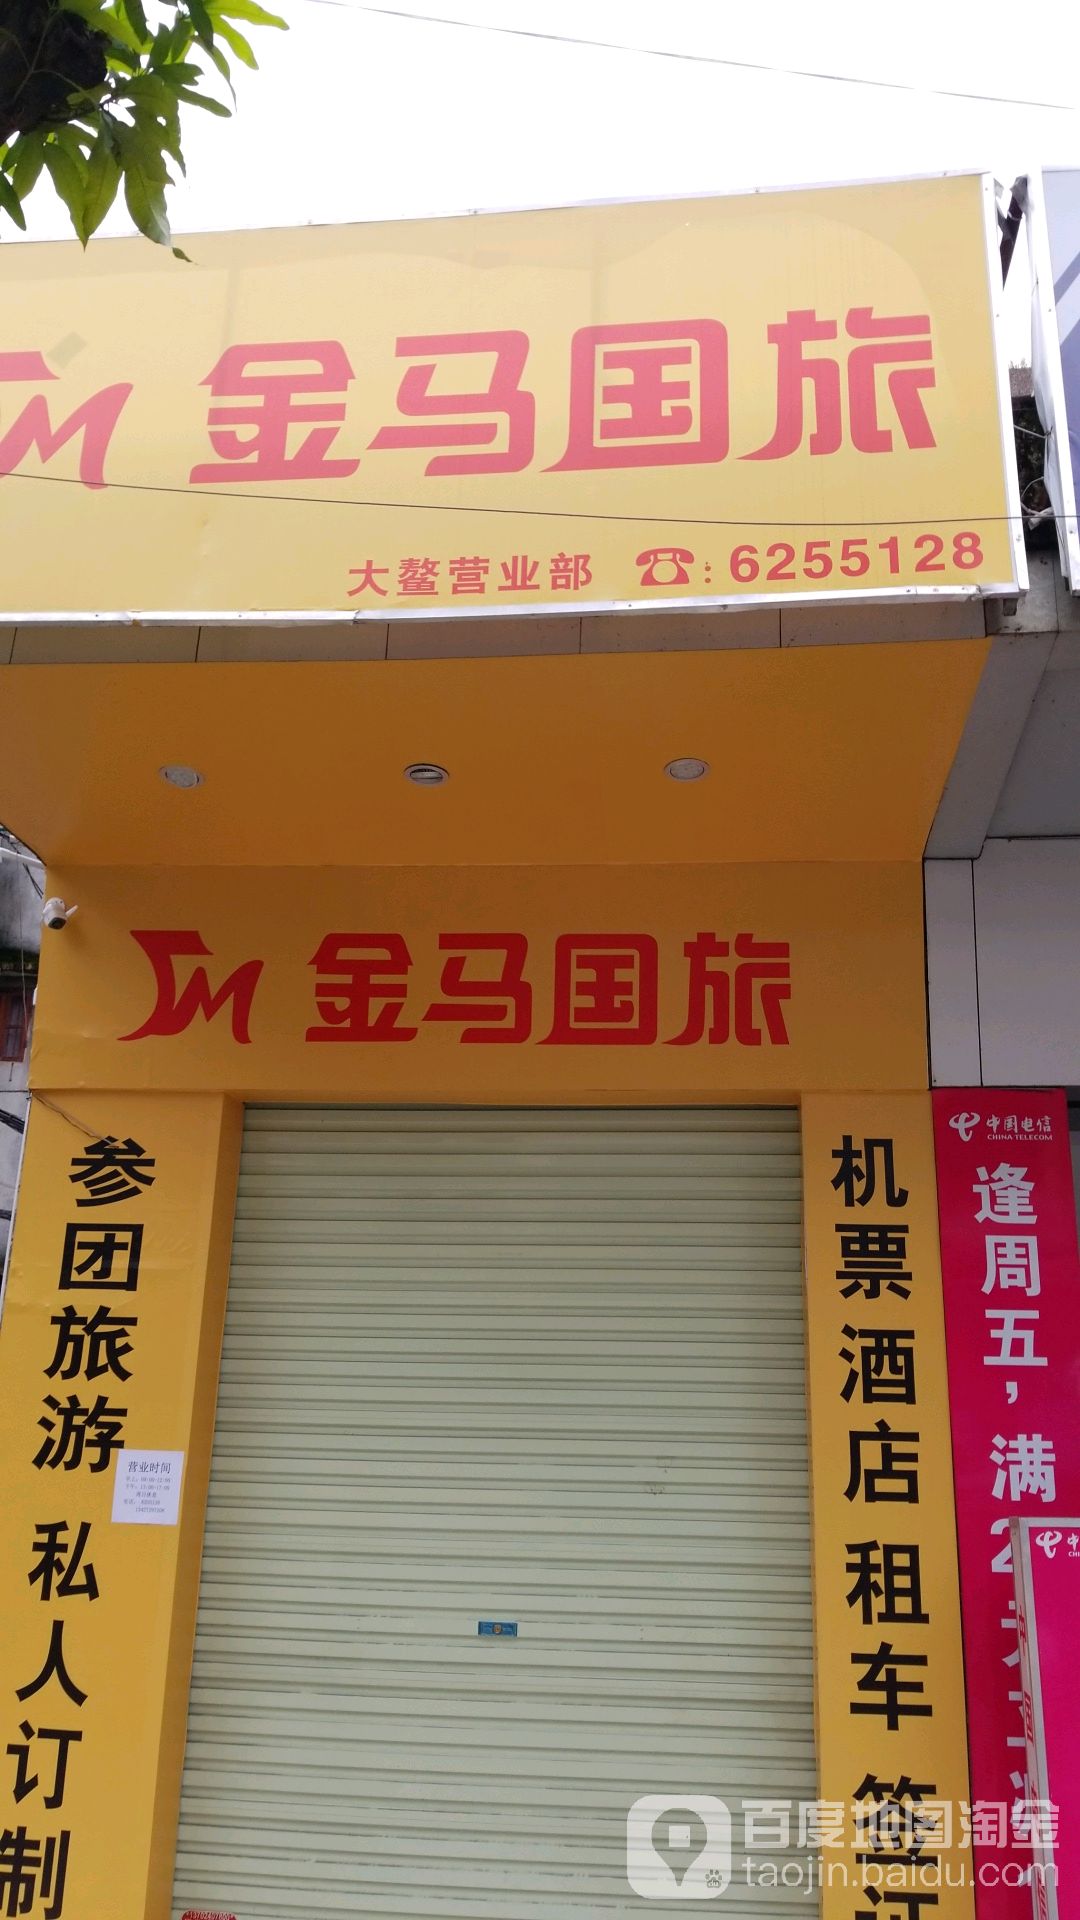 金马国旅
大鳌营业部 ☎:6255128
M 金马国旅
参团旅游 私人订制
机票 酒店 租车 签证
中国电信
CHINA TELECOM
逢周五,满
营业时间
百度地图淘金
taojin.baidu.com